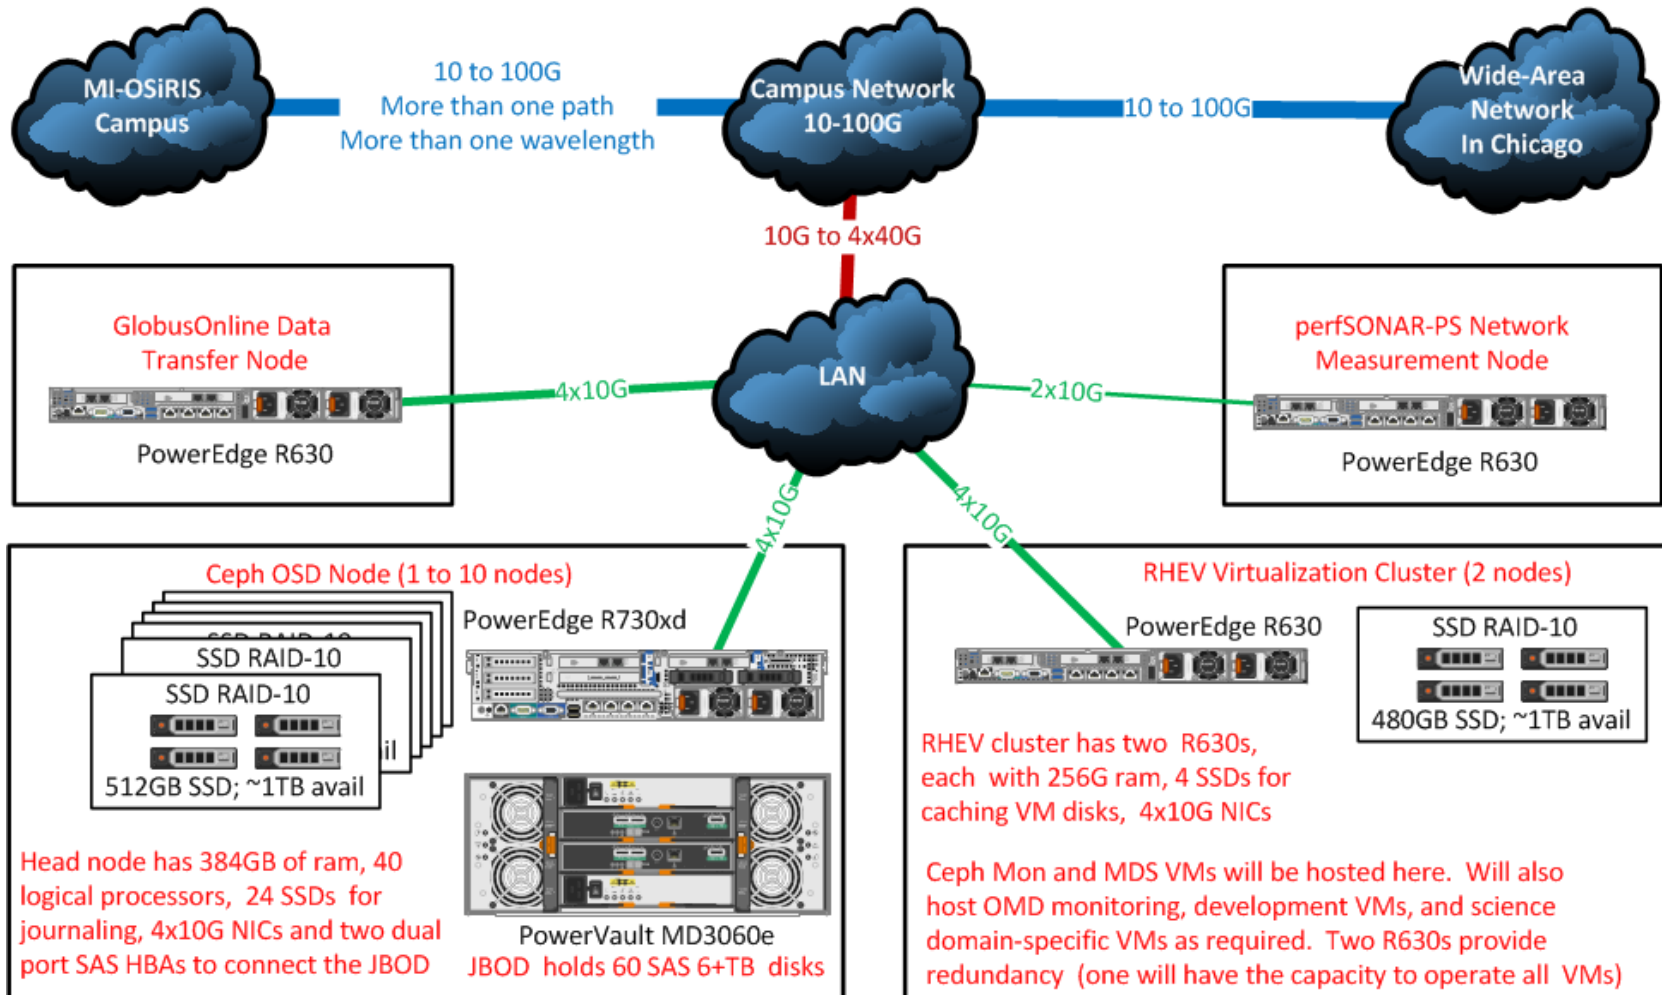 MI-OSiRIS
Campus
10 to 100G
More than one path
More than one wavelength
Campus Network
10-100G
10 to 100G
Wide-Area
Network
In Chicago
10G to 4x40G
GlobusOnline Data
Transfer Node
PowerEdge R630
4x10G
LAN
2x10G
perfSONAR-PS Network
Measurement Node
PowerEdge R630
4x10G
4x10G
Ceph OSD Node (1 to 10 nodes)
PowerEdge R730xd
SSD RAID-10
SSD RAID-10
SSD RAID-10
ail
512GB SSD; ~1TB avail
Head node has 384GB of ram, 40
logical processors, 24 SSDs for
journaling, 4x10G NICs and two dual
port SAS HBAs to connect the JBOD
PowerVault MD3060e
JBOD holds 60 SAS 6+TB disks
RHEV Virtualization Cluster (2 nodes)
PowerEdge R630
SSD RAID-10
480GB SSD; ~1TB avail
RHEV cluster has two R630s,
each with 256G ram, 4 SSDs for
caching VM disks, 4x10G NICs
Ceph Mon and MDS VMs will be hosted here. Will also
host OMD monitoring, development VMs, and science
domain-specific VMs as required. Two R630s provide
redundancy (one will have the capacity to operate all VMs)